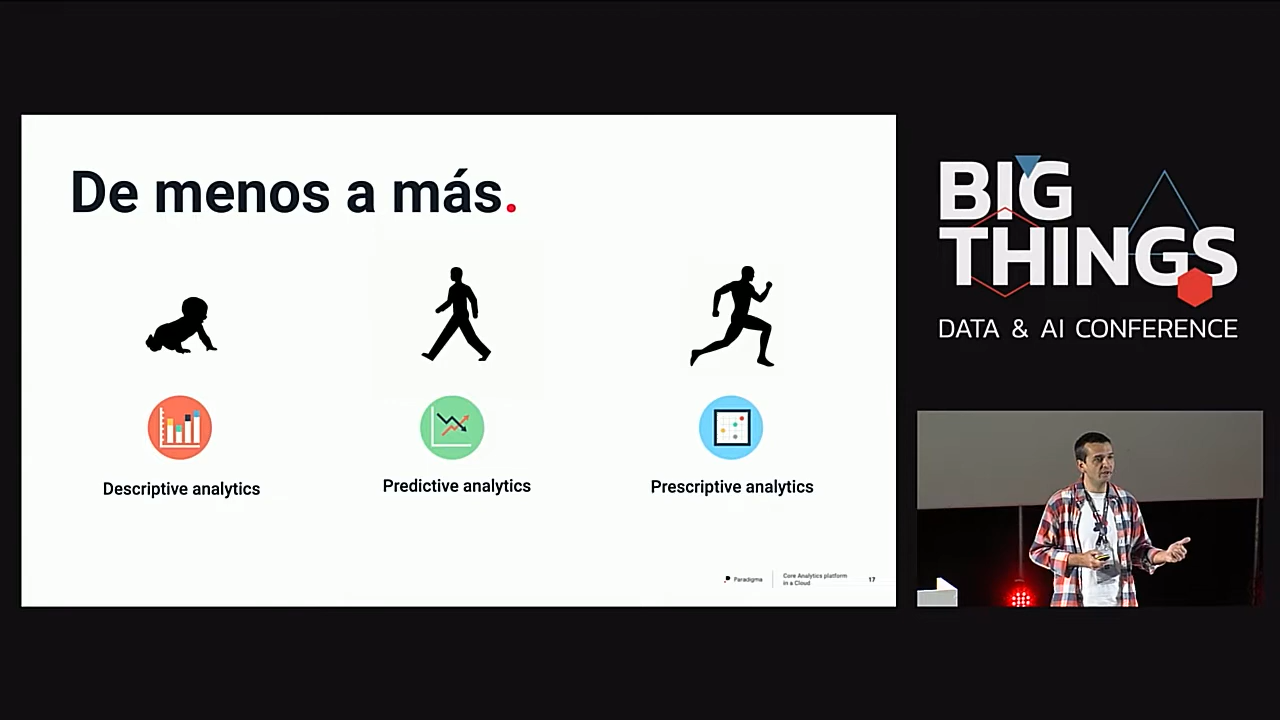 De menos a más.
Descriptive analytics
Predictive analytics
Prescriptive analytics
Paradigma
Core Analytics platform
in a Cloud
17
BIG
THINGS
DATA & AI CONFERENCE